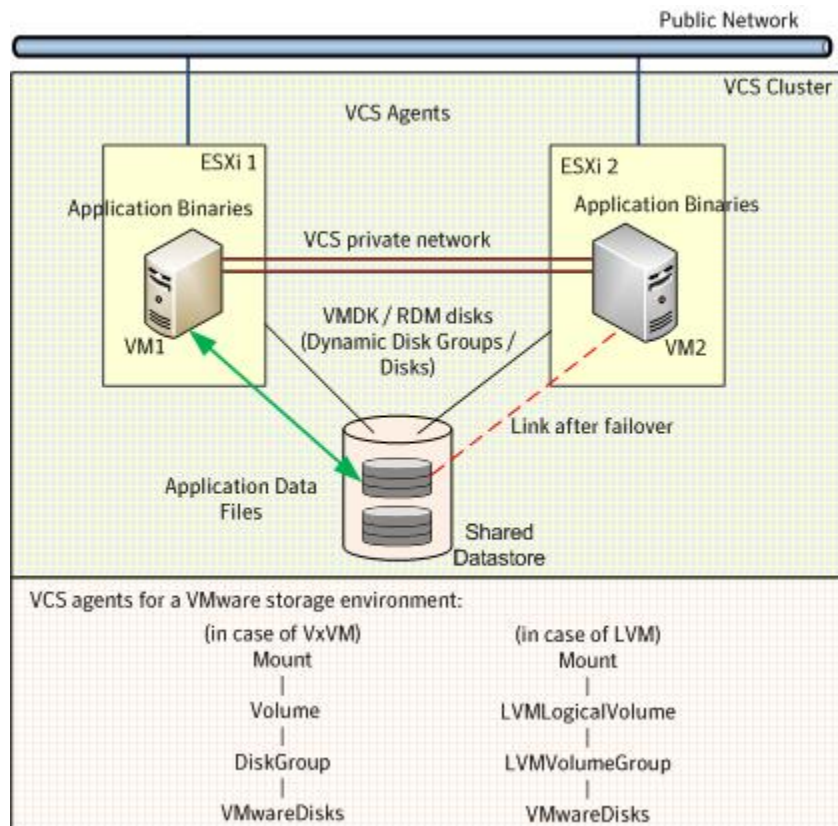 Public Network
VCS Cluster
VCS Agents
ESXi 1
ESXi 2
Application Binaries
Application Binaries
VCS private network
VM1
VMDK / RDM disks
(Dynamic Disk Groups /
Disks)
VM2
Link after failover
Application Data
Files
Shared
Datastore
VCS agents for a VMware storage environment:
(in case of VxVM)
Mount
|
Volume
|
DiskGroup
|
VMwareDisks
(in case of LVM)
Mount
|
LVMLogicalVolume
|
LVMVolumeGroup
|
VMwareDisks